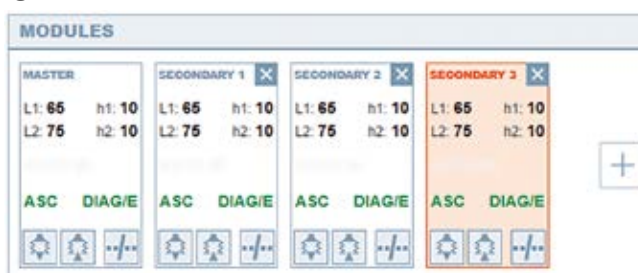 MODULES
MASTER
L1: 65 h1: 10
L2: 75 h2: 10
ASC DIAG/E
SECONDARY 1
L1: 65 h1: 10
L2: 75 h2: 10
ASC DIAG/E
SECONDARY 2
L1: 65 h1: 10
L2: 75 h2: 10
ASC DIAG/E
SECONDARY 3
L1: 65 h1: 10
L2: 75 h2: 10
ASC DIAG/E